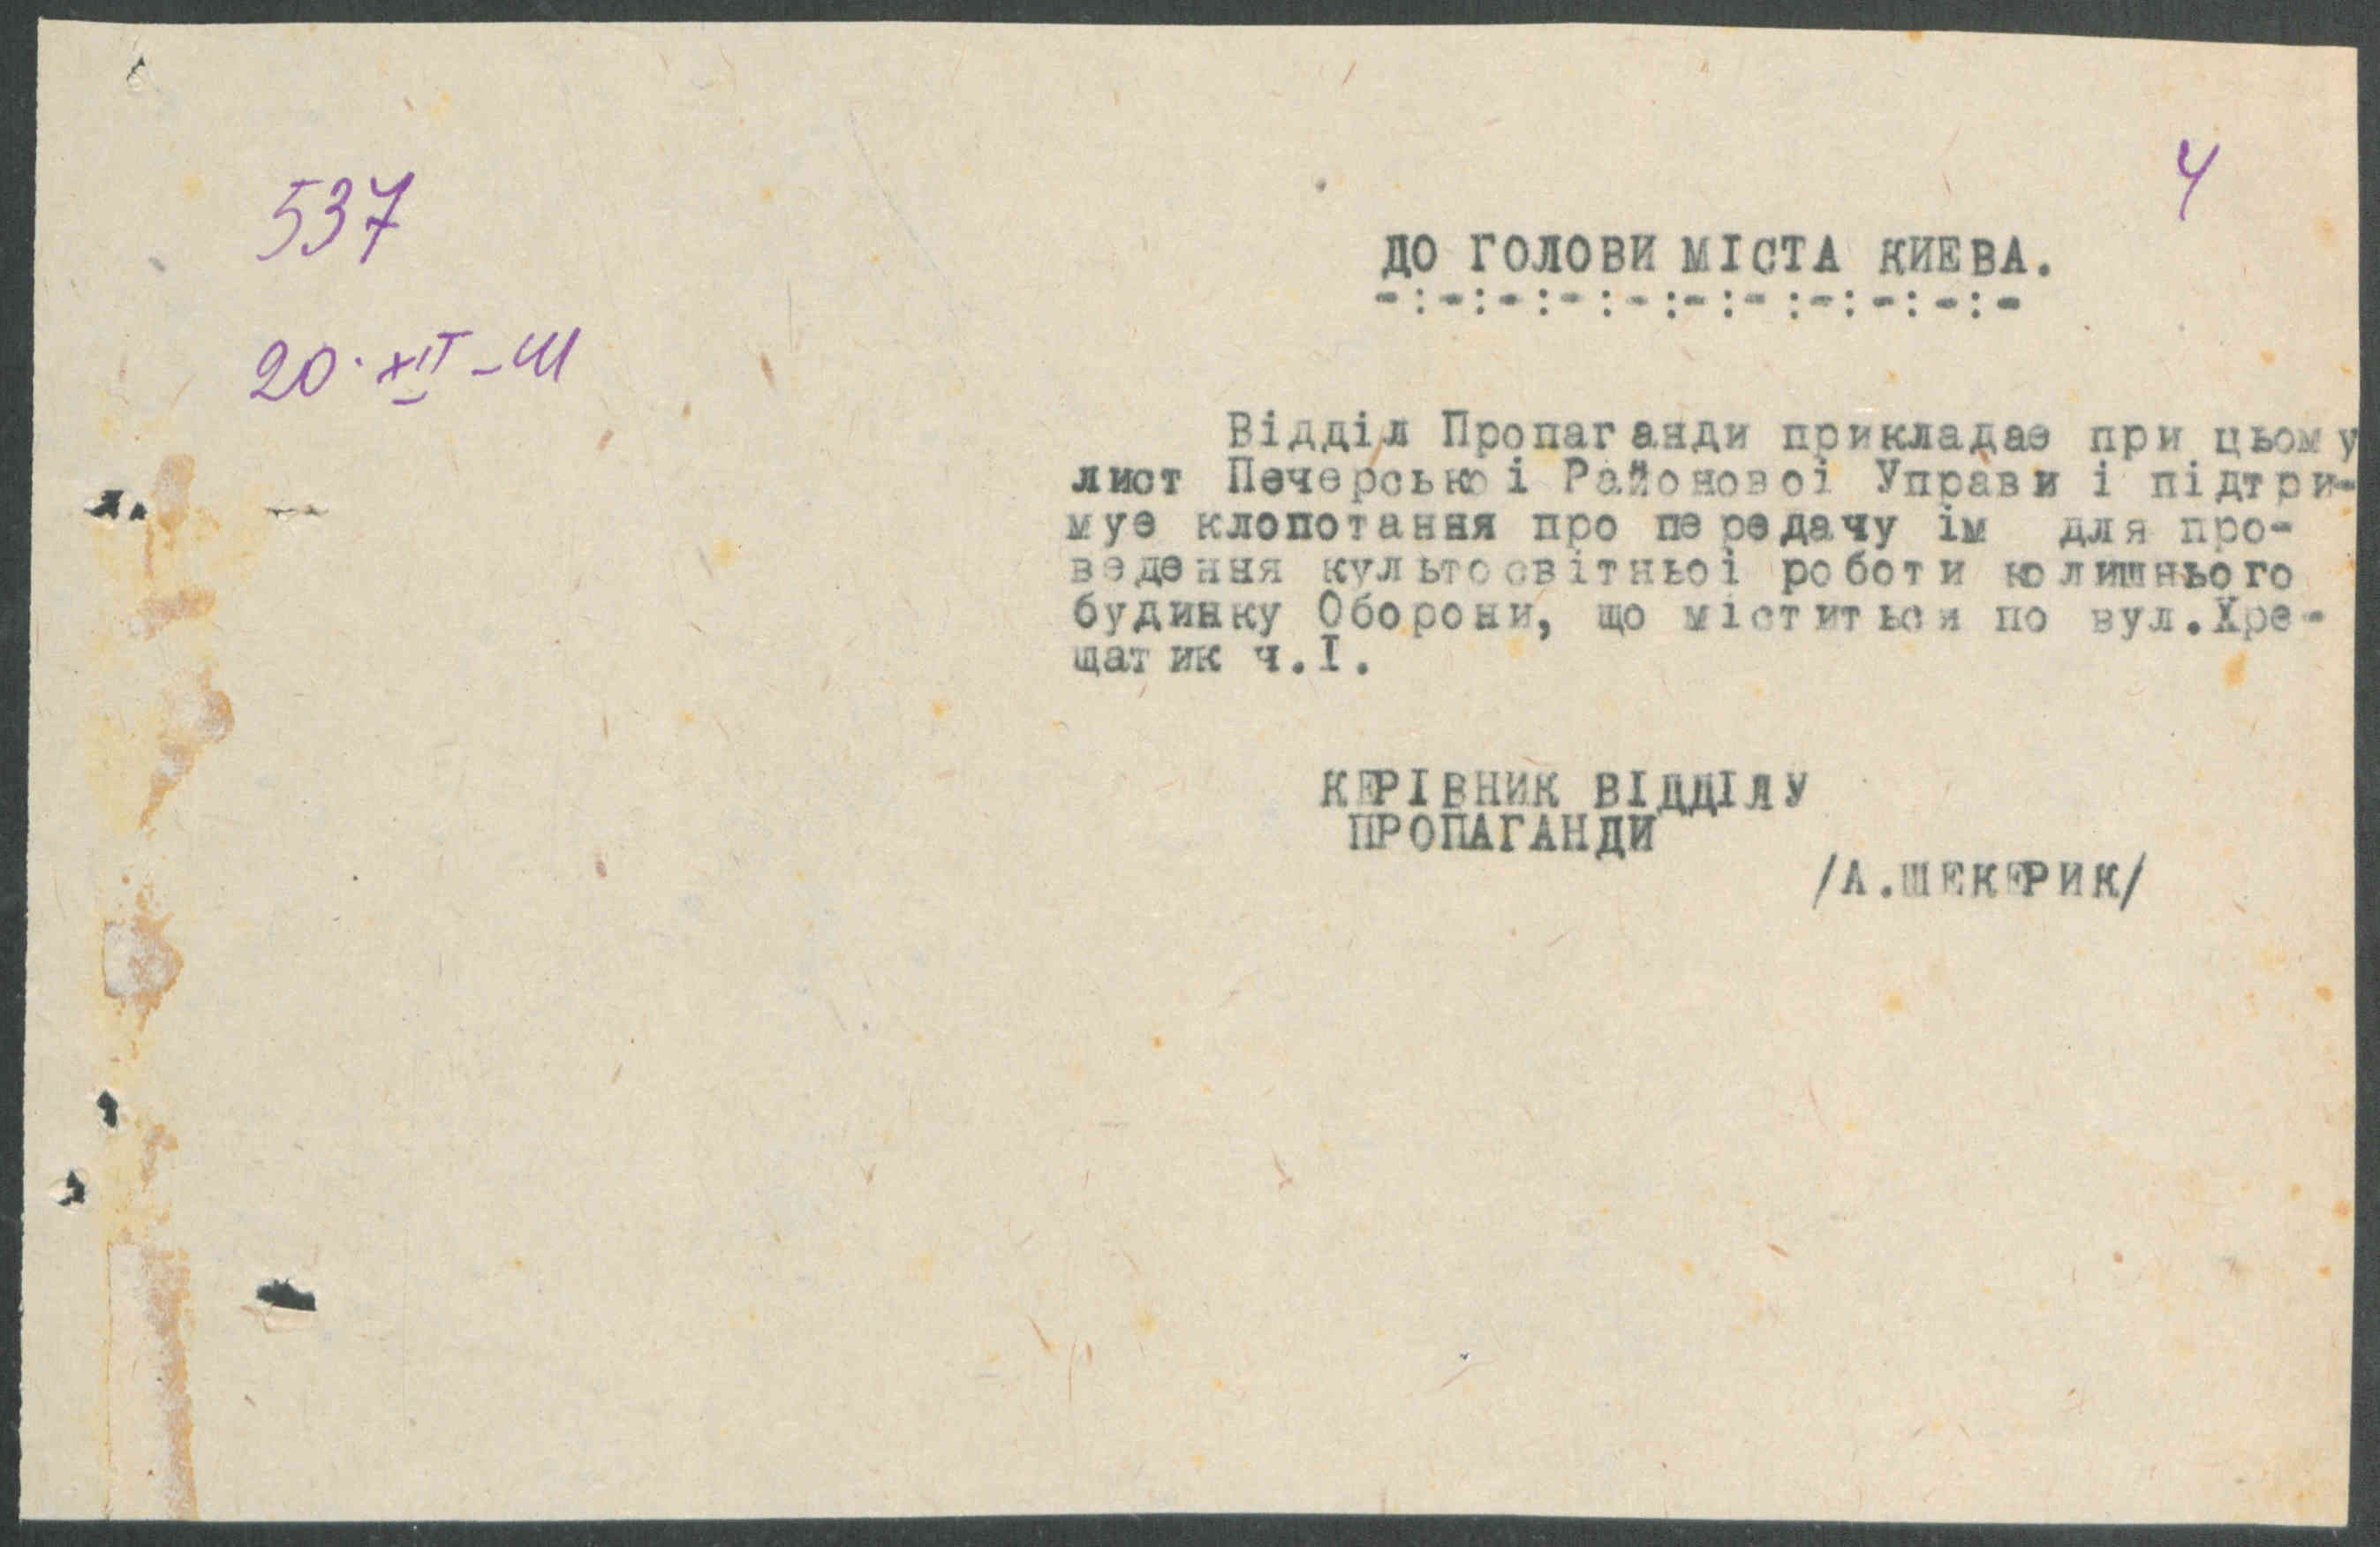 537
4
ДО ГОЛОВИ МІСТА КИЕВА.
-:-:-:-:-:-:-:-:-:-:-
20·XII-41
Відділ Пропаганди прикладає при цьому
лист Печерської Районової Управи і підтри-
мує клопотання про передачу їм для про-
ведення культосвітньої роботи колишнього
будинку Оборони, що міститься по вул.Хре-
щатик ч.І.
КЕРІВНИК ВІДДІЛУ
ПРОПАГАНДИ
/А.ШЕКЕРИК/